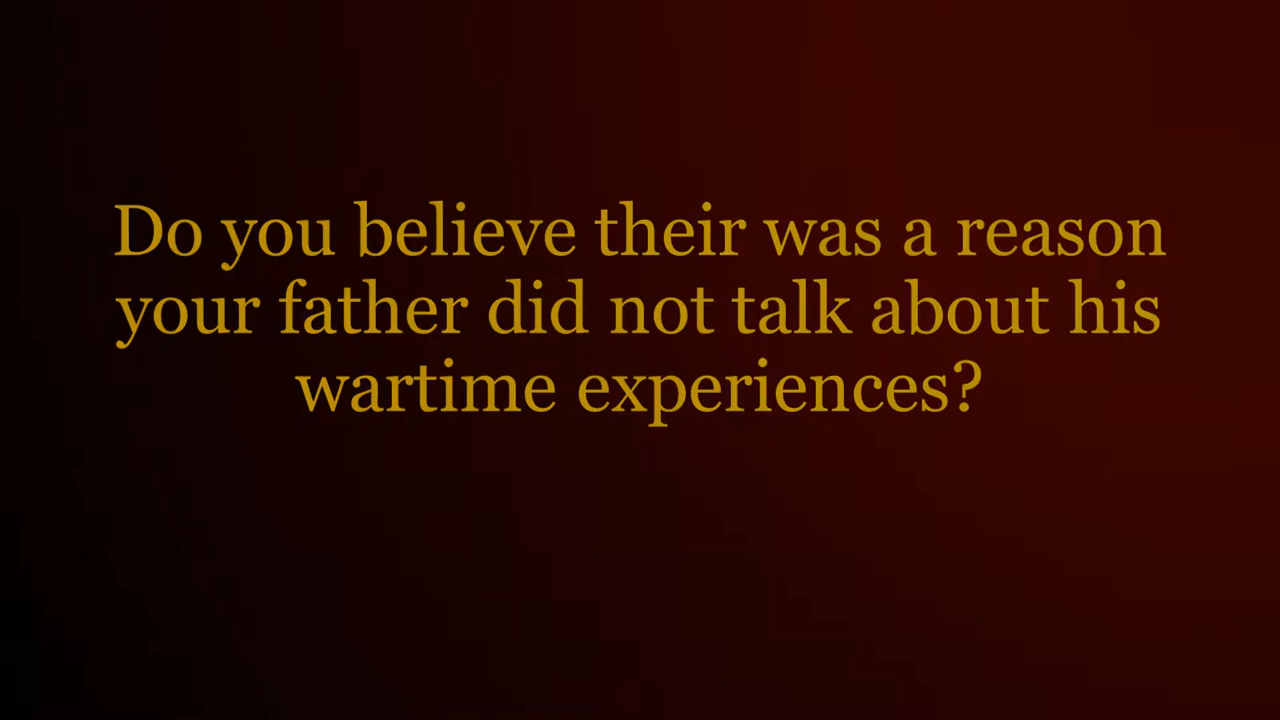 Do you believe their was a reason
your father did not talk about his
wartime experiences?